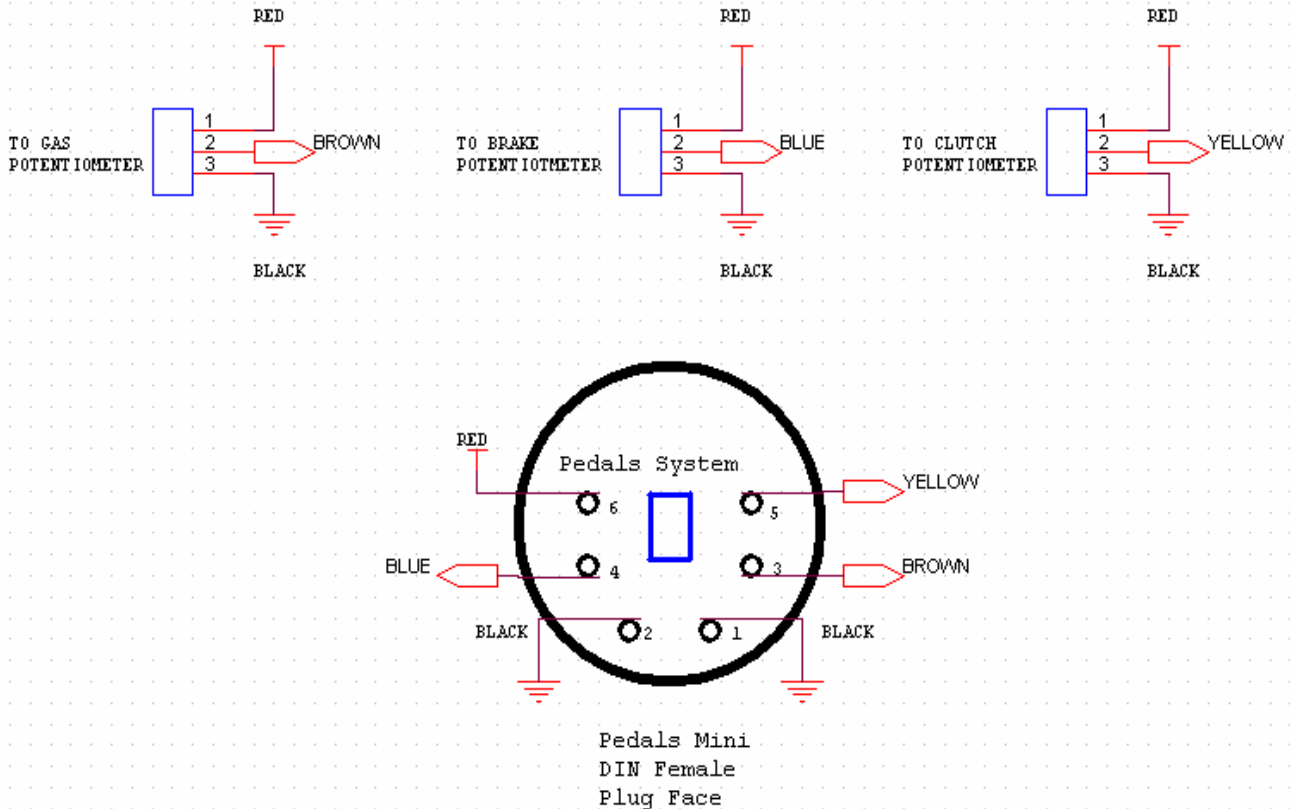 RED
RED
RED
1
2
3
TO GAS
POTENTIOMETER
BROWN
1
2
3
TO BRAKE
POTENTIOTMETER
BLUE
1
2
3
TO CLUTCH
POTENTIOMETER
YELLOW
BLACK
BLACK
BLACK
RED
Pedals System
YELLOW
6
5
BLUE
4
3
BROWN
BLACK
2
1
BLACK
Pedals Mini
DIN Female
Plug Face